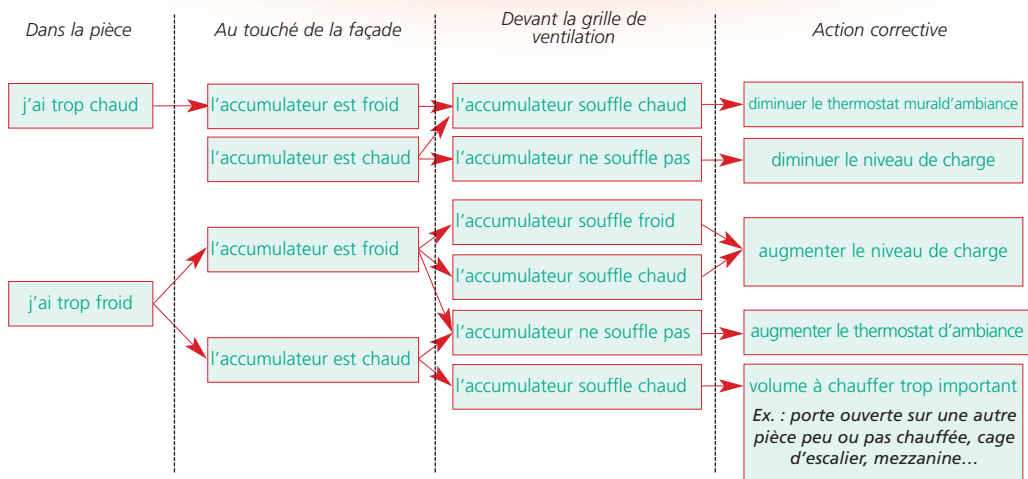 Dans la pièce
Au touché de la façade
Devant la grille de
ventilation
Action corrective
j'ai trop chaud
l'accumulateur est froid
l'accumulateur souffle chaud
diminuer le thermostat murald'ambiance
l'accumulateur est chaud
l'accumulateur ne souffle pas
diminuer le niveau de charge
j'ai trop froid
l'accumulateur est froid
l'accumulateur souffle froid
l'accumulateur souffle chaud
augmenter le niveau de charge
l'accumulateur ne souffle pas
augmenter le thermostat d'ambiance
l'accumulateur est chaud
l'accumulateur souffle chaud
volume à chauffer trop important
Ex. : porte ouverte sur une autre
pièce peu ou pas chauffée, cage
d'escalier, mezzanine...